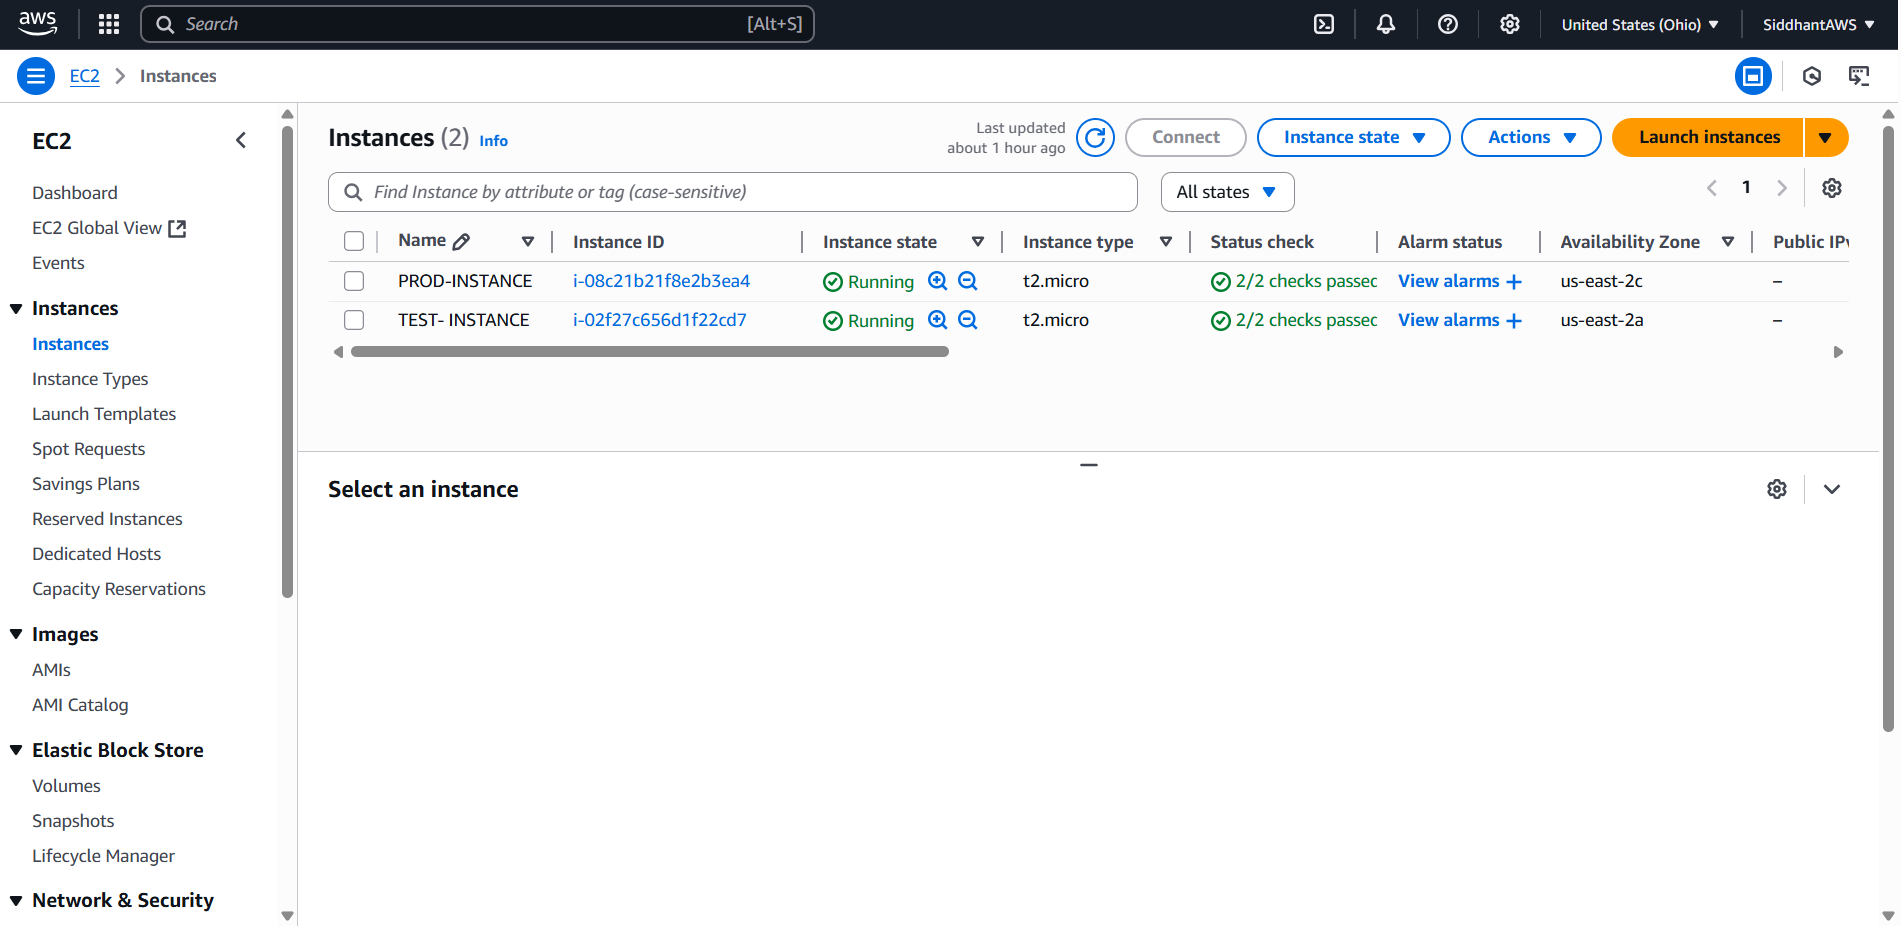 aws Search [Alt+S] United States (Ohio) SiddhantAWS
EC2 Instances
EC2
Dashboard
EC2 Global View
Events
Instances
Instances
Instance Types
Launch Templates
Spot Requests
Savings Plans
Reserved Instances
Dedicated Hosts
Capacity Reservations
Images
AMIs
AMI Catalog
Elastic Block Store
Volumes
Snapshots
Lifecycle Manager
Network & Security
Instances (2) Info
Last updated
about 1 hour ago
Connect Instance state Actions Launch instances
Find Instance by attribute or tag (case-sensitive) All states 1
Name Instance ID Instance state Instance type Status check Alarm status Availability Zone Public IPv
PROD-INSTANCE i-08c21b21f8e2b3ea4 Running t2.micro 2/2 checks passed View alarms + us-east-2c –
TEST- INSTANCE i-02f27c656d1f22cd7 Running t2.micro 2/2 checks passed View alarms + us-east-2a –
Select an instance